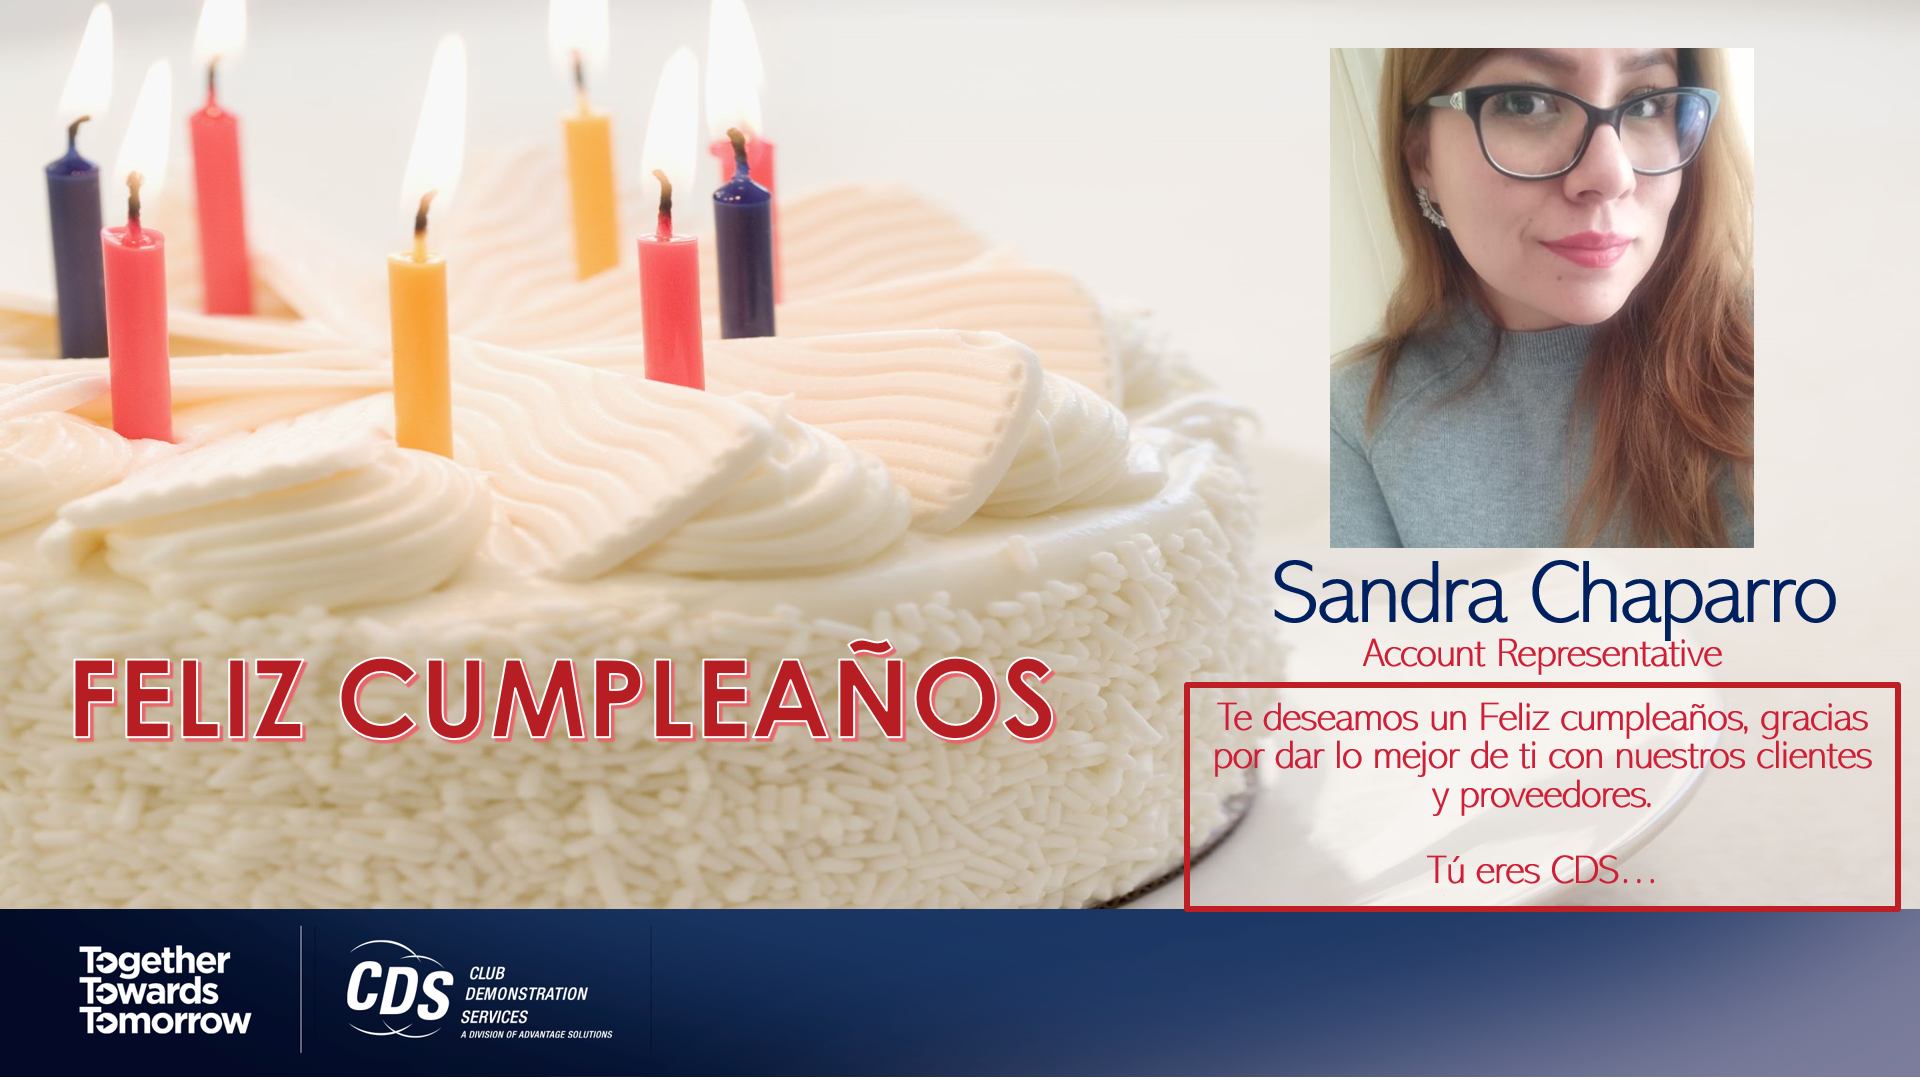 FELIZ CUMPLEAÑOS
Sandra Chaparro
Account Representative
Te deseamos un Feliz cumpleaños, gracias
por dar lo mejor de ti con nuestros clientes
y proveedores.
Tú eres CDS…
Together
Towards
Tomorrow
CDS
CLUB
DEMONSTRATION
SERVICES
A DIVISION OF ADVANTAGE SOLUTIONS